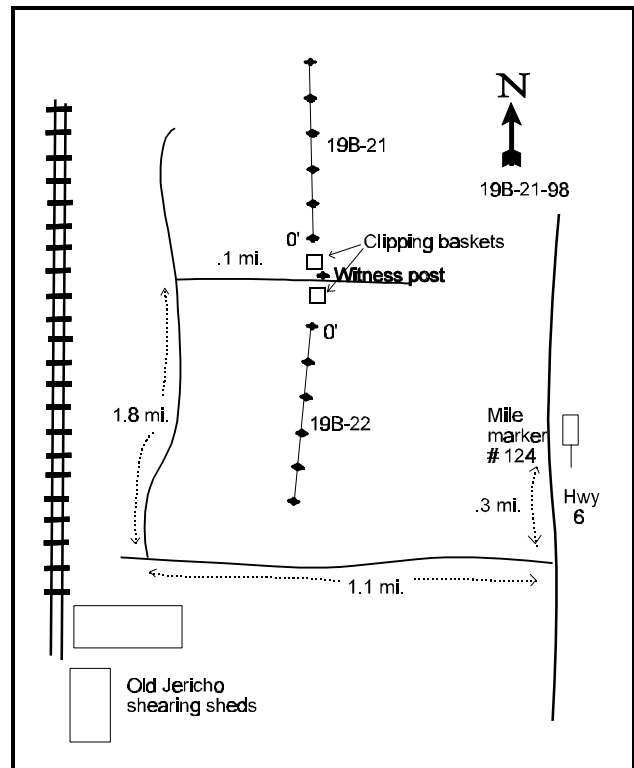 N
19B-21
19B-21-98
0'
Clipping baskets
.1 mi.
Witness post
0'
1.8 mi.
19B-22
Mile
marker
# 124
.3 mi.
Hwy
6
1.1 mi.
Old Jericho
shearing sheds